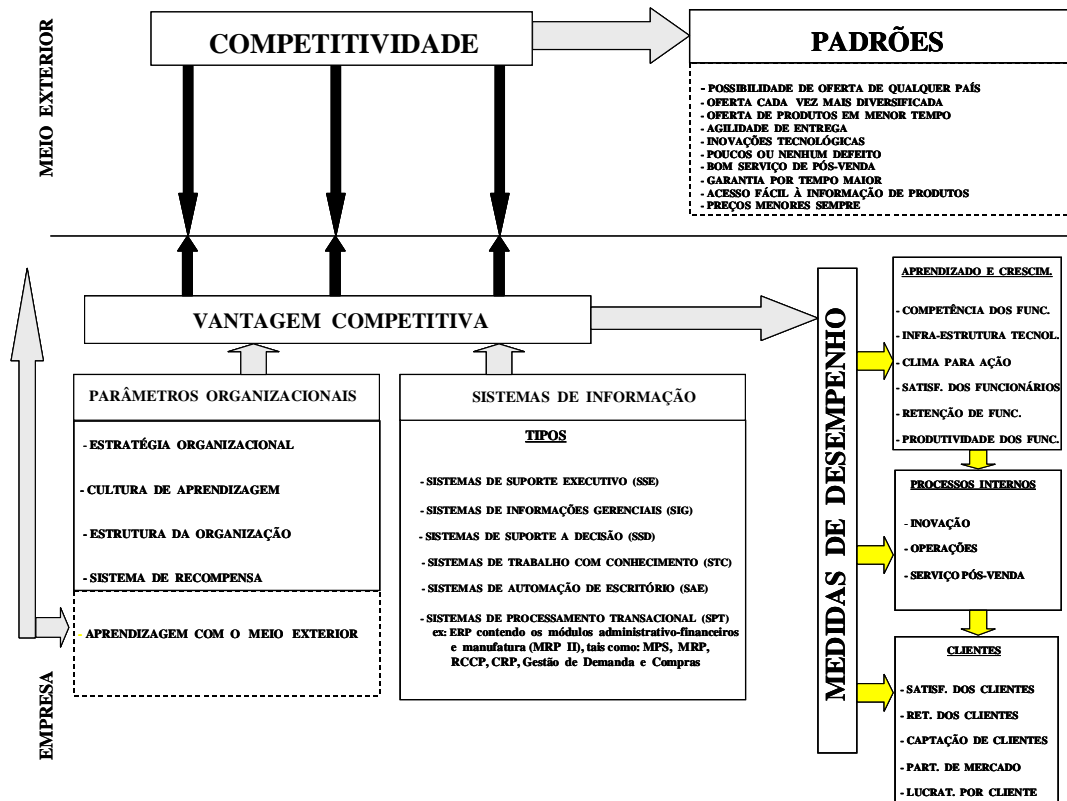 MEIO EXTERIOR
COMPETITIVIDADE
PADRÕES
- POSSIBILIDADE DE OFERTA DE QUALQUER PAÍS
- OFERTA CADA VEZ MAIS DIVERSIFICADA
- OFERTA DE PRODUTOS EM MENOR TEMPO
- AGILIDADE DE ENTREGA
- INOVAÇÕES TECNOLÓGICAS
- POUCOS OU NENHUM DEFEITO
- BOM SERVIÇO DE PÓS-VENDA
- GARANTIA POR TEMPO MAIOR
- ACESSO FÁCIL À INFORMAÇÃO DE PRODUTOS
- PREÇOS MENORES SEMPRE
EMPRESA
VANTAGEM COMPETITIVA
PARÂMETROS ORGANIZACIONAIS
- ESTRATÉGIA ORGANIZACIONAL
- CULTURA DE APRENDIZAGEM
- ESTRUTURA DA ORGANIZAÇÃO
- SISTEMA DE RECOMPENSA
- APRENDIZAGEM COM O MEIO EXTERIOR
SISTEMAS DE INFORMAÇÃO
TIPOS
- SISTEMAS DE SUPORTE EXECUTIVO (SSE)
- SISTEMAS DE INFORMAÇÕES GERENCIAIS (SIG)
- SISTEMAS DE SUPORTE A DECISÃO (SSD)
- SISTEMAS DE TRABALHO COM CONHECIMENTO (STC)
- SISTEMAS DE AUTOMAÇÃO DE ESCRITÓRIO (SAE)
- SISTEMAS DE PROCESSAMENTO TRANSACIONAL (SPT)
ex: ERP contendo os módulos administrativo-financeiros
e manufatura (MRP II), tais como: MPS, MRP,
RCCP, CRP, Gestão de Demanda e Compras
MEDIDAS DE DESEMPENHO
APRENDIZADO E CRESCIM.
- COMPETÊNCIA DOS FUNC.
- INFRA-ESTRUTURA TECNOL.
- CLIMA PARA AÇÃO
- SATISF. DOS FUNCIONÁRIOS
- RETENÇÃO DE FUNC.
- PRODUTIVIDADE DOS FUNC.
PROCESSOS INTERNOS
- INOVAÇÃO
- OPERAÇÕES
- SERVIÇO PÓS-VENDA
CLIENTES
- SATISF. DOS CLIENTES
- RET. DOS CLIENTES
- CAPTAÇÃO DE CLIENTES
- PART. DE MERCADO
- LUCRAT. POR CLIENTE